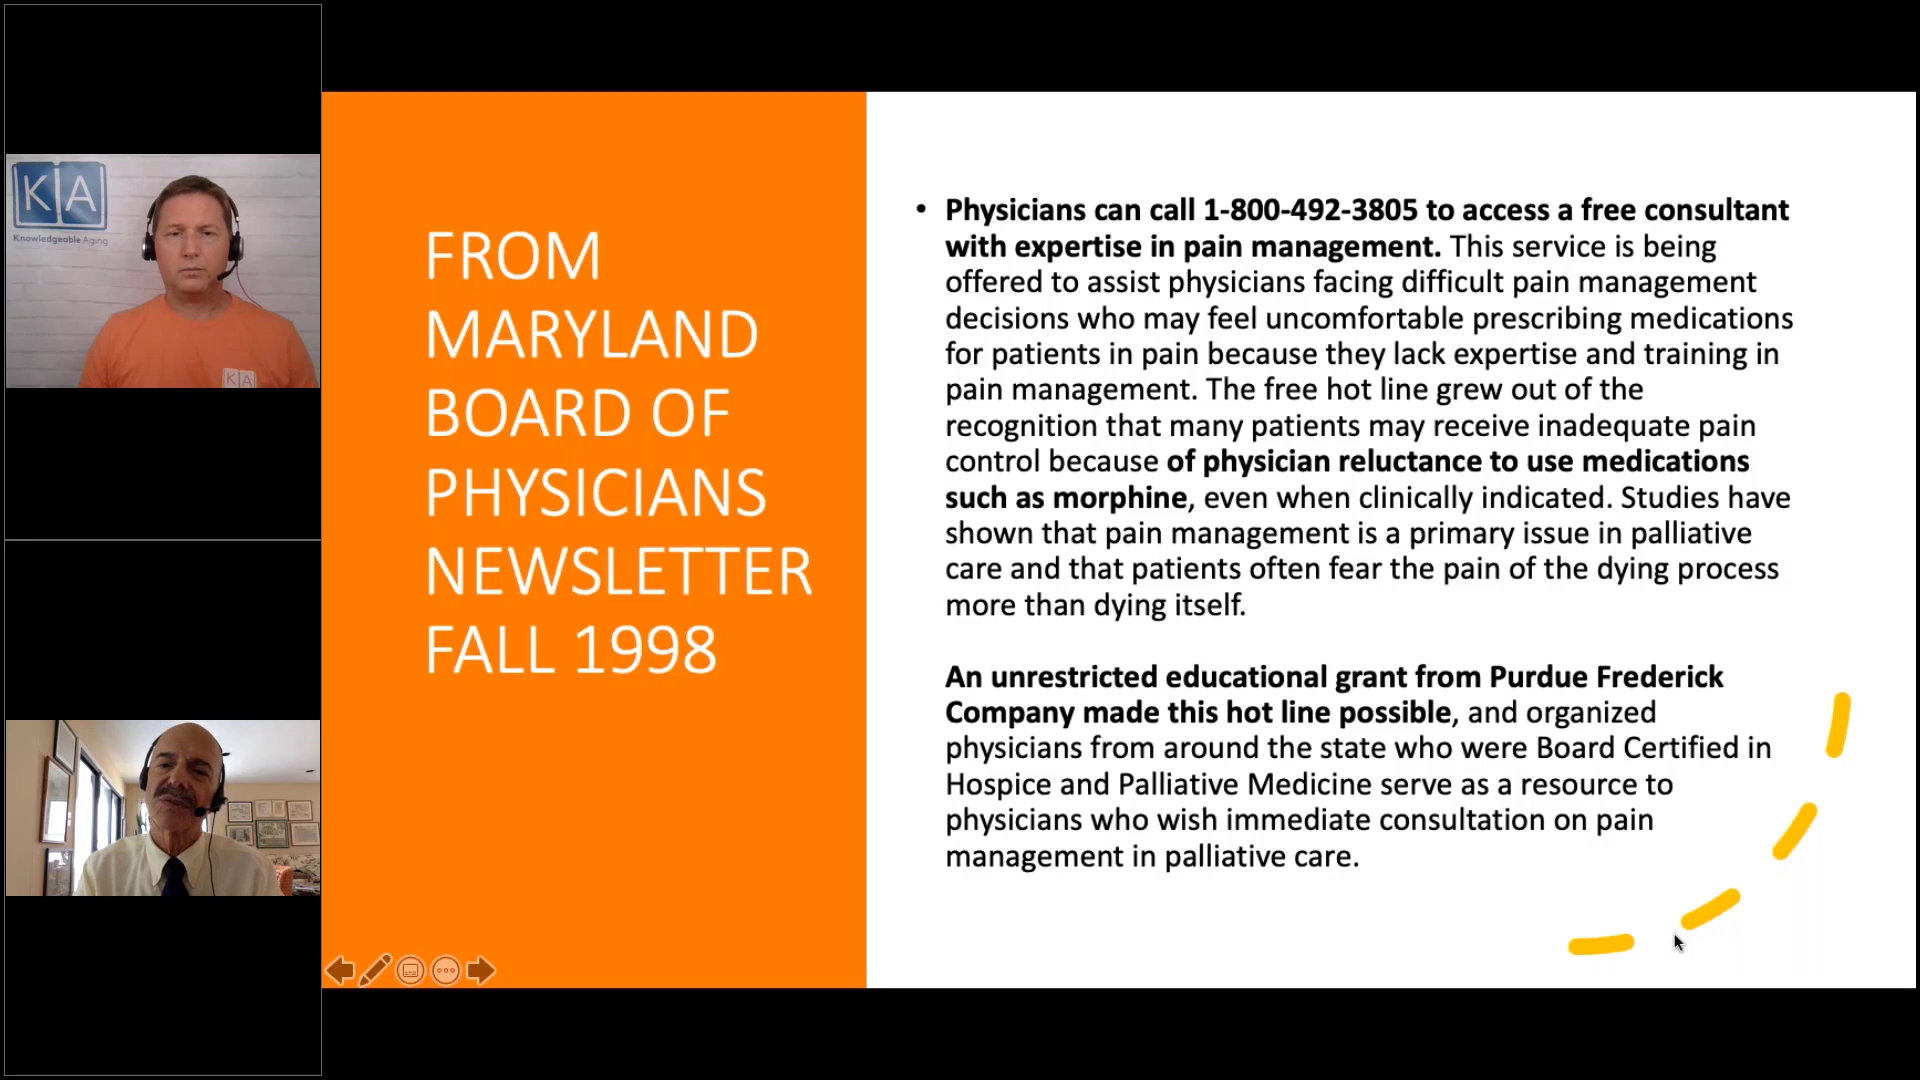 K A
Knowledgeable Aging
K A
FROM
MARYLAND
BOARD OF
PHYSICIANS
NEWSLETTER
FALL 1998
• Physicians can call 1-800-492-3805 to access a free consultant
with expertise in pain management. This service is being
offered to assist physicians facing difficult pain management
decisions who may feel uncomfortable prescribing medications
for patients in pain because they lack expertise and training in
pain management. The free hot line grew out of the
recognition that many patients may receive inadequate pain
control because of physician reluctance to use medications
such as morphine, even when clinically indicated. Studies have
shown that pain management is a primary issue in palliative
care and that patients often fear the pain of the dying process
more than dying itself.
An unrestricted educational grant from Purdue Frederick
Company made this hot line possible, and organized
physicians from around the state who were Board Certified in
Hospice and Palliative Medicine serve as a resource to
physicians who wish immediate consultation on pain
management in palliative care.